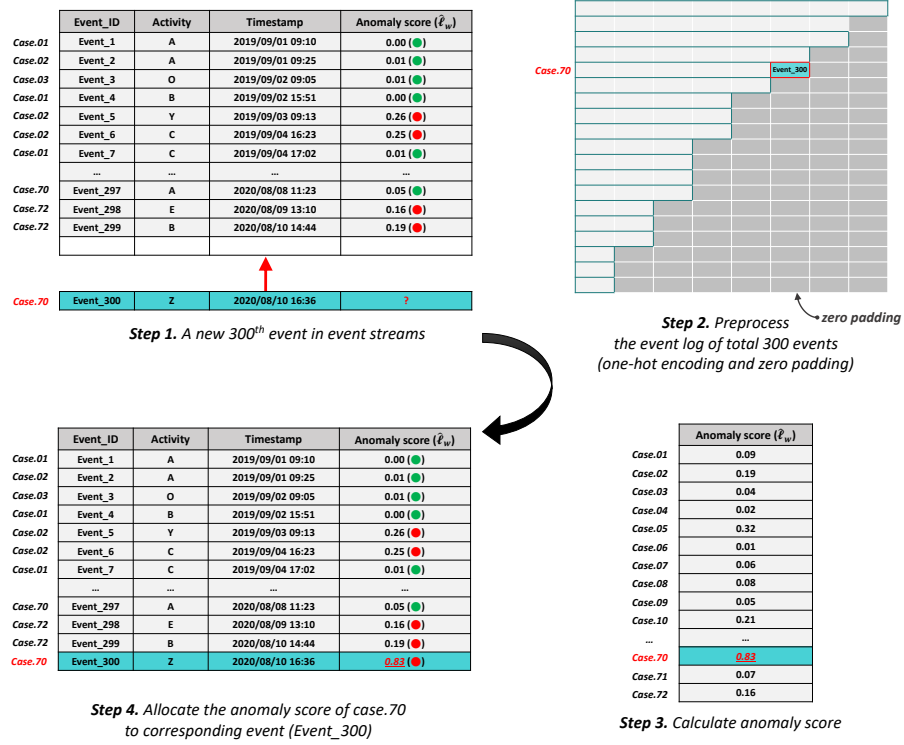 Event_ID Activity Timestamp Anomaly score (ℓ̂_w)
Case.01 Event_1 A 2019/09/01 09:10 0.00 (●)
Case.02 Event_2 A 2019/09/01 09:25 0.01 (●)
Case.03 Event_3 O 2019/09/02 09:05 0.01 (●)
Case.01 Event_4 B 2019/09/02 15:51 0.00 (●)
Case.02 Event_5 Y 2019/09/03 09:13 0.26 (●)
Case.02 Event_6 C 2019/09/04 16:23 0.25 (●)
Case.01 Event_7 C 2019/09/04 17:02 0.01 (●)
... ... ... ...
Case.70 Event_297 A 2020/08/08 11:23 0.05 (●)
Case.72 Event_298 E 2020/08/09 13:10 0.16 (●)
Case.72 Event_299 B 2020/08/10 14:44 0.19 (●)
Case.70 Event_300 Z 2020/08/10 16:36 ?
Step 1. A new 300th event in event streams
Case.70 Event_300
zero padding
Step 2. Preprocess
the event log of total 300 events
(one-hot encoding and zero padding)
Event_ID Activity Timestamp Anomaly score (ℓ̂_w)
Case.01 Event_1 A 2019/09/01 09:10 0.00 (●)
Case.02 Event_2 A 2019/09/01 09:25 0.01 (●)
Case.03 Event_3 O 2019/09/02 09:05 0.01 (●)
Case.01 Event_4 B 2019/09/02 15:51 0.00 (●)
Case.02 Event_5 Y 2019/09/03 09:13 0.26 (●)
Case.02 Event_6 C 2019/09/04 16:23 0.25 (●)
Case.01 Event_7 C 2019/09/04 17:02 0.01 (●)
... ... ... ...
Case.70 Event_297 A 2020/08/08 11:23 0.05 (●)
Case.72 Event_298 E 2020/08/09 13:10 0.16 (●)
Case.72 Event_299 B 2020/08/10 14:44 0.19 (●)
Case.70 Event_300 Z 2020/08/10 16:36 0.83 (●)
Step 4. Allocate the anomaly score of case.70
to corresponding event (Event_300)
Anomaly score (ℓ̂_w)
Case.01 0.09
Case.02 0.19
Case.03 0.04
Case.04 0.02
Case.05 0.32
Case.06 0.01
Case.07 0.06
Case.08 0.08
Case.09 0.05
Case.10 0.21
... ...
Case.70 0.83
Case.71 0.07
Case.72 0.16
Step 3. Calculate anomaly score